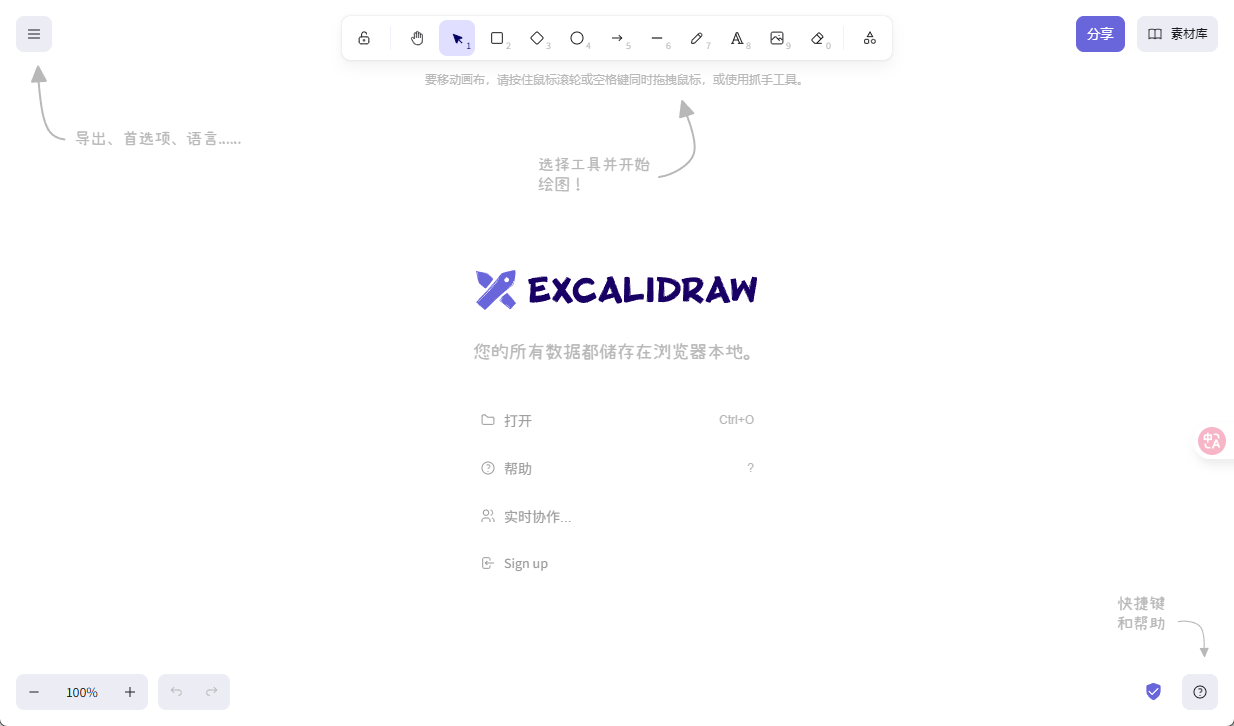 1
2
3
4
5
6
7
8
9
0
分享
素材库
要移动画布，请按住鼠标滚轮或空格键同时拖拽鼠标，或使用抓手工具。
导出、首选项、语言……
选择工具并开始
绘图！
EXCALIDRAW
您的所有数据都储存在浏览器本地。
打开 Ctrl+O
帮助 ?
实时协作...
Sign up
中A
快捷键
和帮助
100%